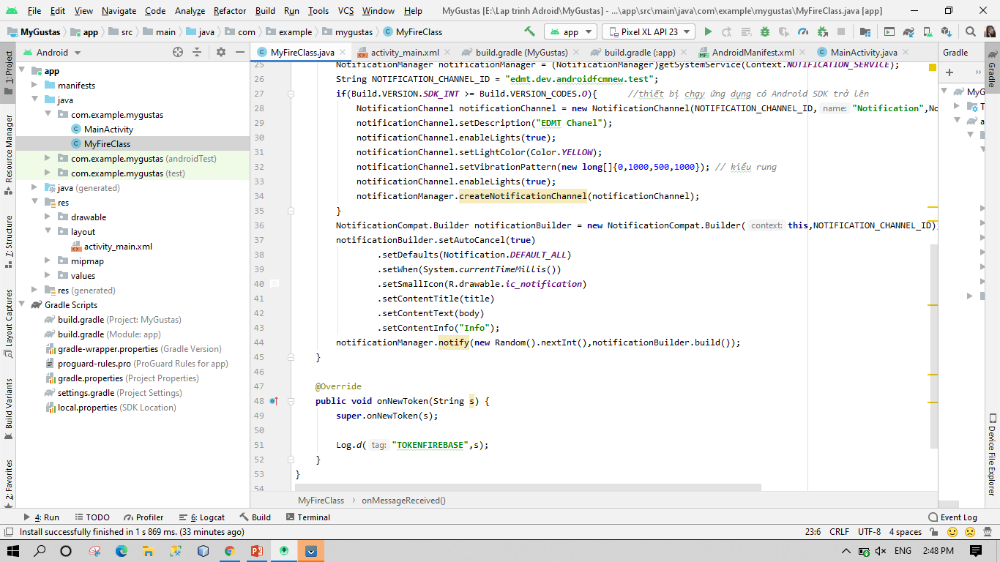 File Edit View Navigate Code Analyze Refactor Build Run Tools VCS Window Help MyGustas [E:\Lap trinh Adroid\MyGustas] - ...\app\src\main\java\com\example\mygustas\MyFireClass.java [app]
MyGustas app src main java com example mygustas MyFireClass app Pixel XL API 23
Android
MyFireClass.java activity_main.xml build.gradle (MyGustas) build.gradle (:app) AndroidManifest.xml MainActivity.java
Gradle
1: Project
Resource Manager
7: Structure
Layout Captures
Build Variants
2: Favorites
app
manifests
java
com.example.mygustas
MainActivity
MyFireClass
com.example.mygustas (androidTest)
com.example.mygustas (test)
java (generated)
res
drawable
layout
activity_main.xml
mipmap
values
res (generated)
Gradle Scripts
build.gradle (Project: MyGustas)
build.gradle (Module: app)
gradle-wrapper.properties (Gradle Version)
proguard-rules.pro (ProGuard Rules for app)
gradle.properties (Project Properties)
settings.gradle (Project Settings)
local.properties (SDK Location)
25 NotificationManager notificationManager = (NotificationManager)getSystemService(Context.NOTIFICATION_SERVICE);
26 String NOTIFICATION_CHANNEL_ID = "edmt.dev.androidfcmnew.test";
27 if(Build.VERSION.SDK_INT >= Build.VERSION_CODES.O){ //thiết bị chạy ứng dụng có Android SDK trở lên
28 NotificationChannel notificationChannel = new NotificationChannel(NOTIFICATION_CHANNEL_ID, name: "Notification",No
29 notificationChannel.setDescription("EDMT Chanel");
30 notificationChannel.enableLights(true);
31 notificationChannel.setLightColor(Color.YELLOW);
32 notificationChannel.setVibrationPattern(new long[]{0,1000,500,1000}); // kiểu rung
33 notificationChannel.enableLights(true);
34 notificationManager.createNotificationChannel(notificationChannel);
35 }
36 NotificationCompat.Builder notificationBuilder = new NotificationCompat.Builder( context: this,NOTIFICATION_CHANNEL_ID)
37 notificationBuilder.setAutoCancel(true)
38 .setDefaults(Notification.DEFAULT_ALL)
39 .setWhen(System.currentTimeMillis())
40 .setSmallIcon(R.drawable.ic_notification)
41 .setContentTitle(title)
42 .setContentText(body)
43 .setContentInfo("Info");
44 notificationManager.notify(new Random().nextInt(),notificationBuilder.build());
45 }
46
47 @Override
48 public void onNewToken(String s) {
49 super.onNewToken(s);
50
51 Log.d( tag: "TOKENFIREBASE",s);
52 }
53 }
54
MyFireClass › onMessageReceived()
MyG
T
a
Gradle
Device File Explorer
4: Run TODO Profiler 6: Logcat Build Terminal Event Log
Install successfully finished in 1 s 869 ms. (33 minutes ago) 23:6 CRLF UTF-8 4 spaces
ENG 2:48 PM